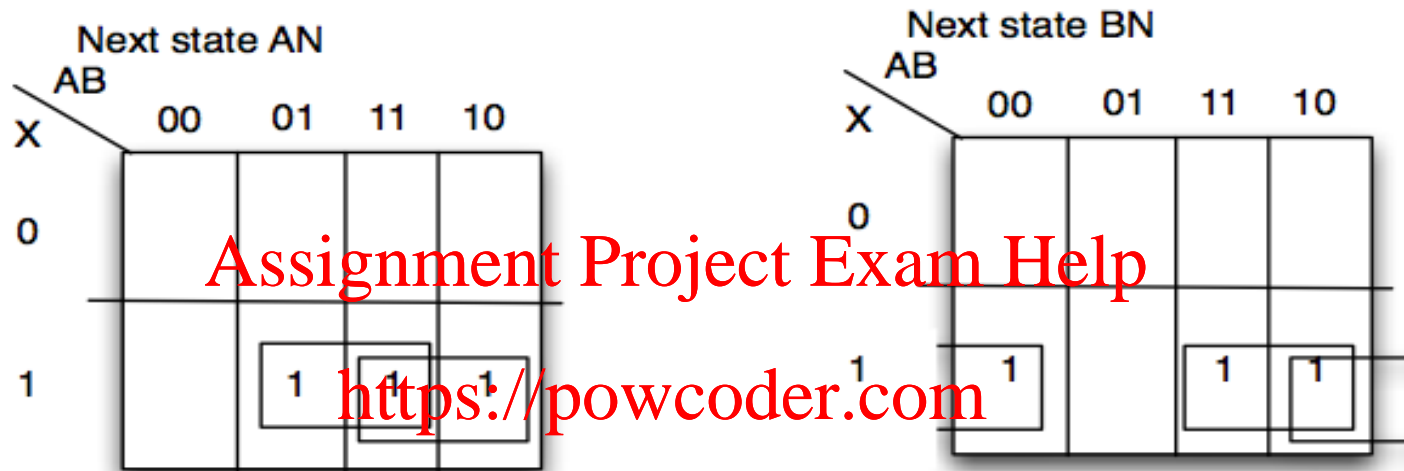 Next state AN
AB
X
00 01 11 10
0
1
1 1 1
Next state BN
AB
X
00 01 11 10
0
1
1 1 1
Assignment Project Exam Help
https://powcoder.com